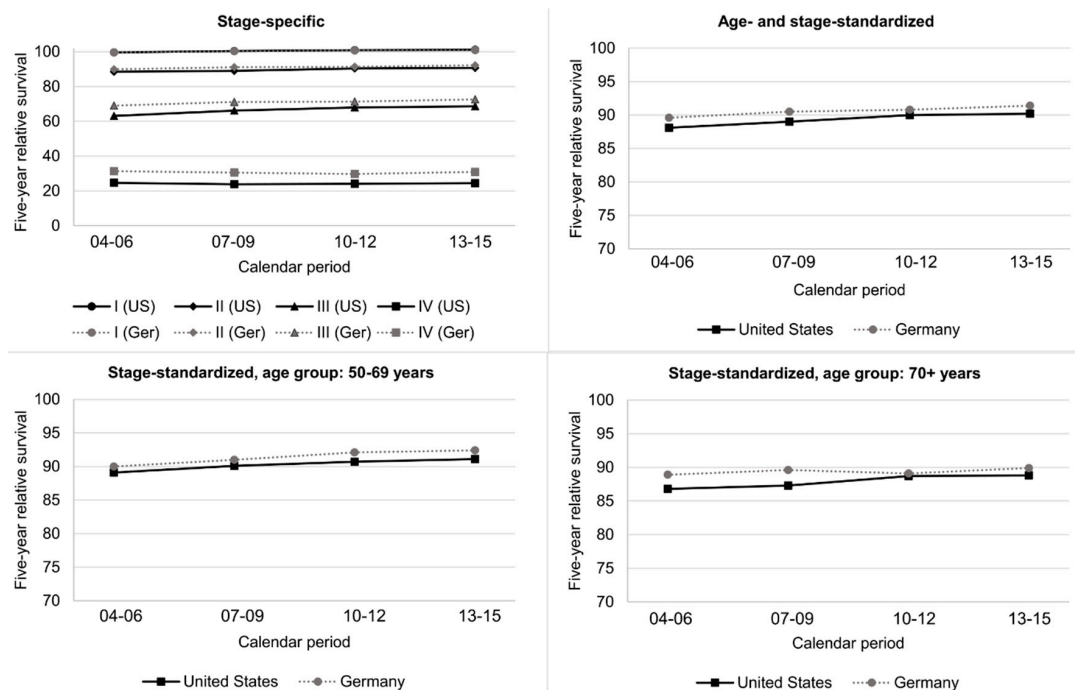 Stage-specific
Five-year relative survival
100
80
60
40
20
0
04-06 07-09 10-12 13-15
Calendar period
I (US) II (US) III (US) IV (US)
I (Ger) II (Ger) III (Ger) IV (Ger)
Age- and stage-standardized
Five-year relative survival
100
95
90
85
80
75
70
04-06 07-09 10-12 13-15
Calendar period
United States Germany
Stage-standardized, age group: 50-69 years
Five-year relative survival
100
95
90
85
80
75
70
04-06 07-09 10-12 13-15
Calendar period
United States Germany
Stage-standardized, age group: 70+ years
Five-year relative survival
100
95
90
85
80
75
70
04-06 07-09 10-12 13-15
Calendar period
United States Germany